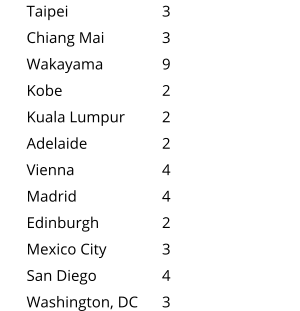 Taipei 3
Chiang Mai 3
Wakayama 9
Kobe 2
Kuala Lumpur 2
Adelaide 2
Vienna 4
Madrid 4
Edinburgh 2
Mexico City 3
San Diego 4
Washington, DC 3